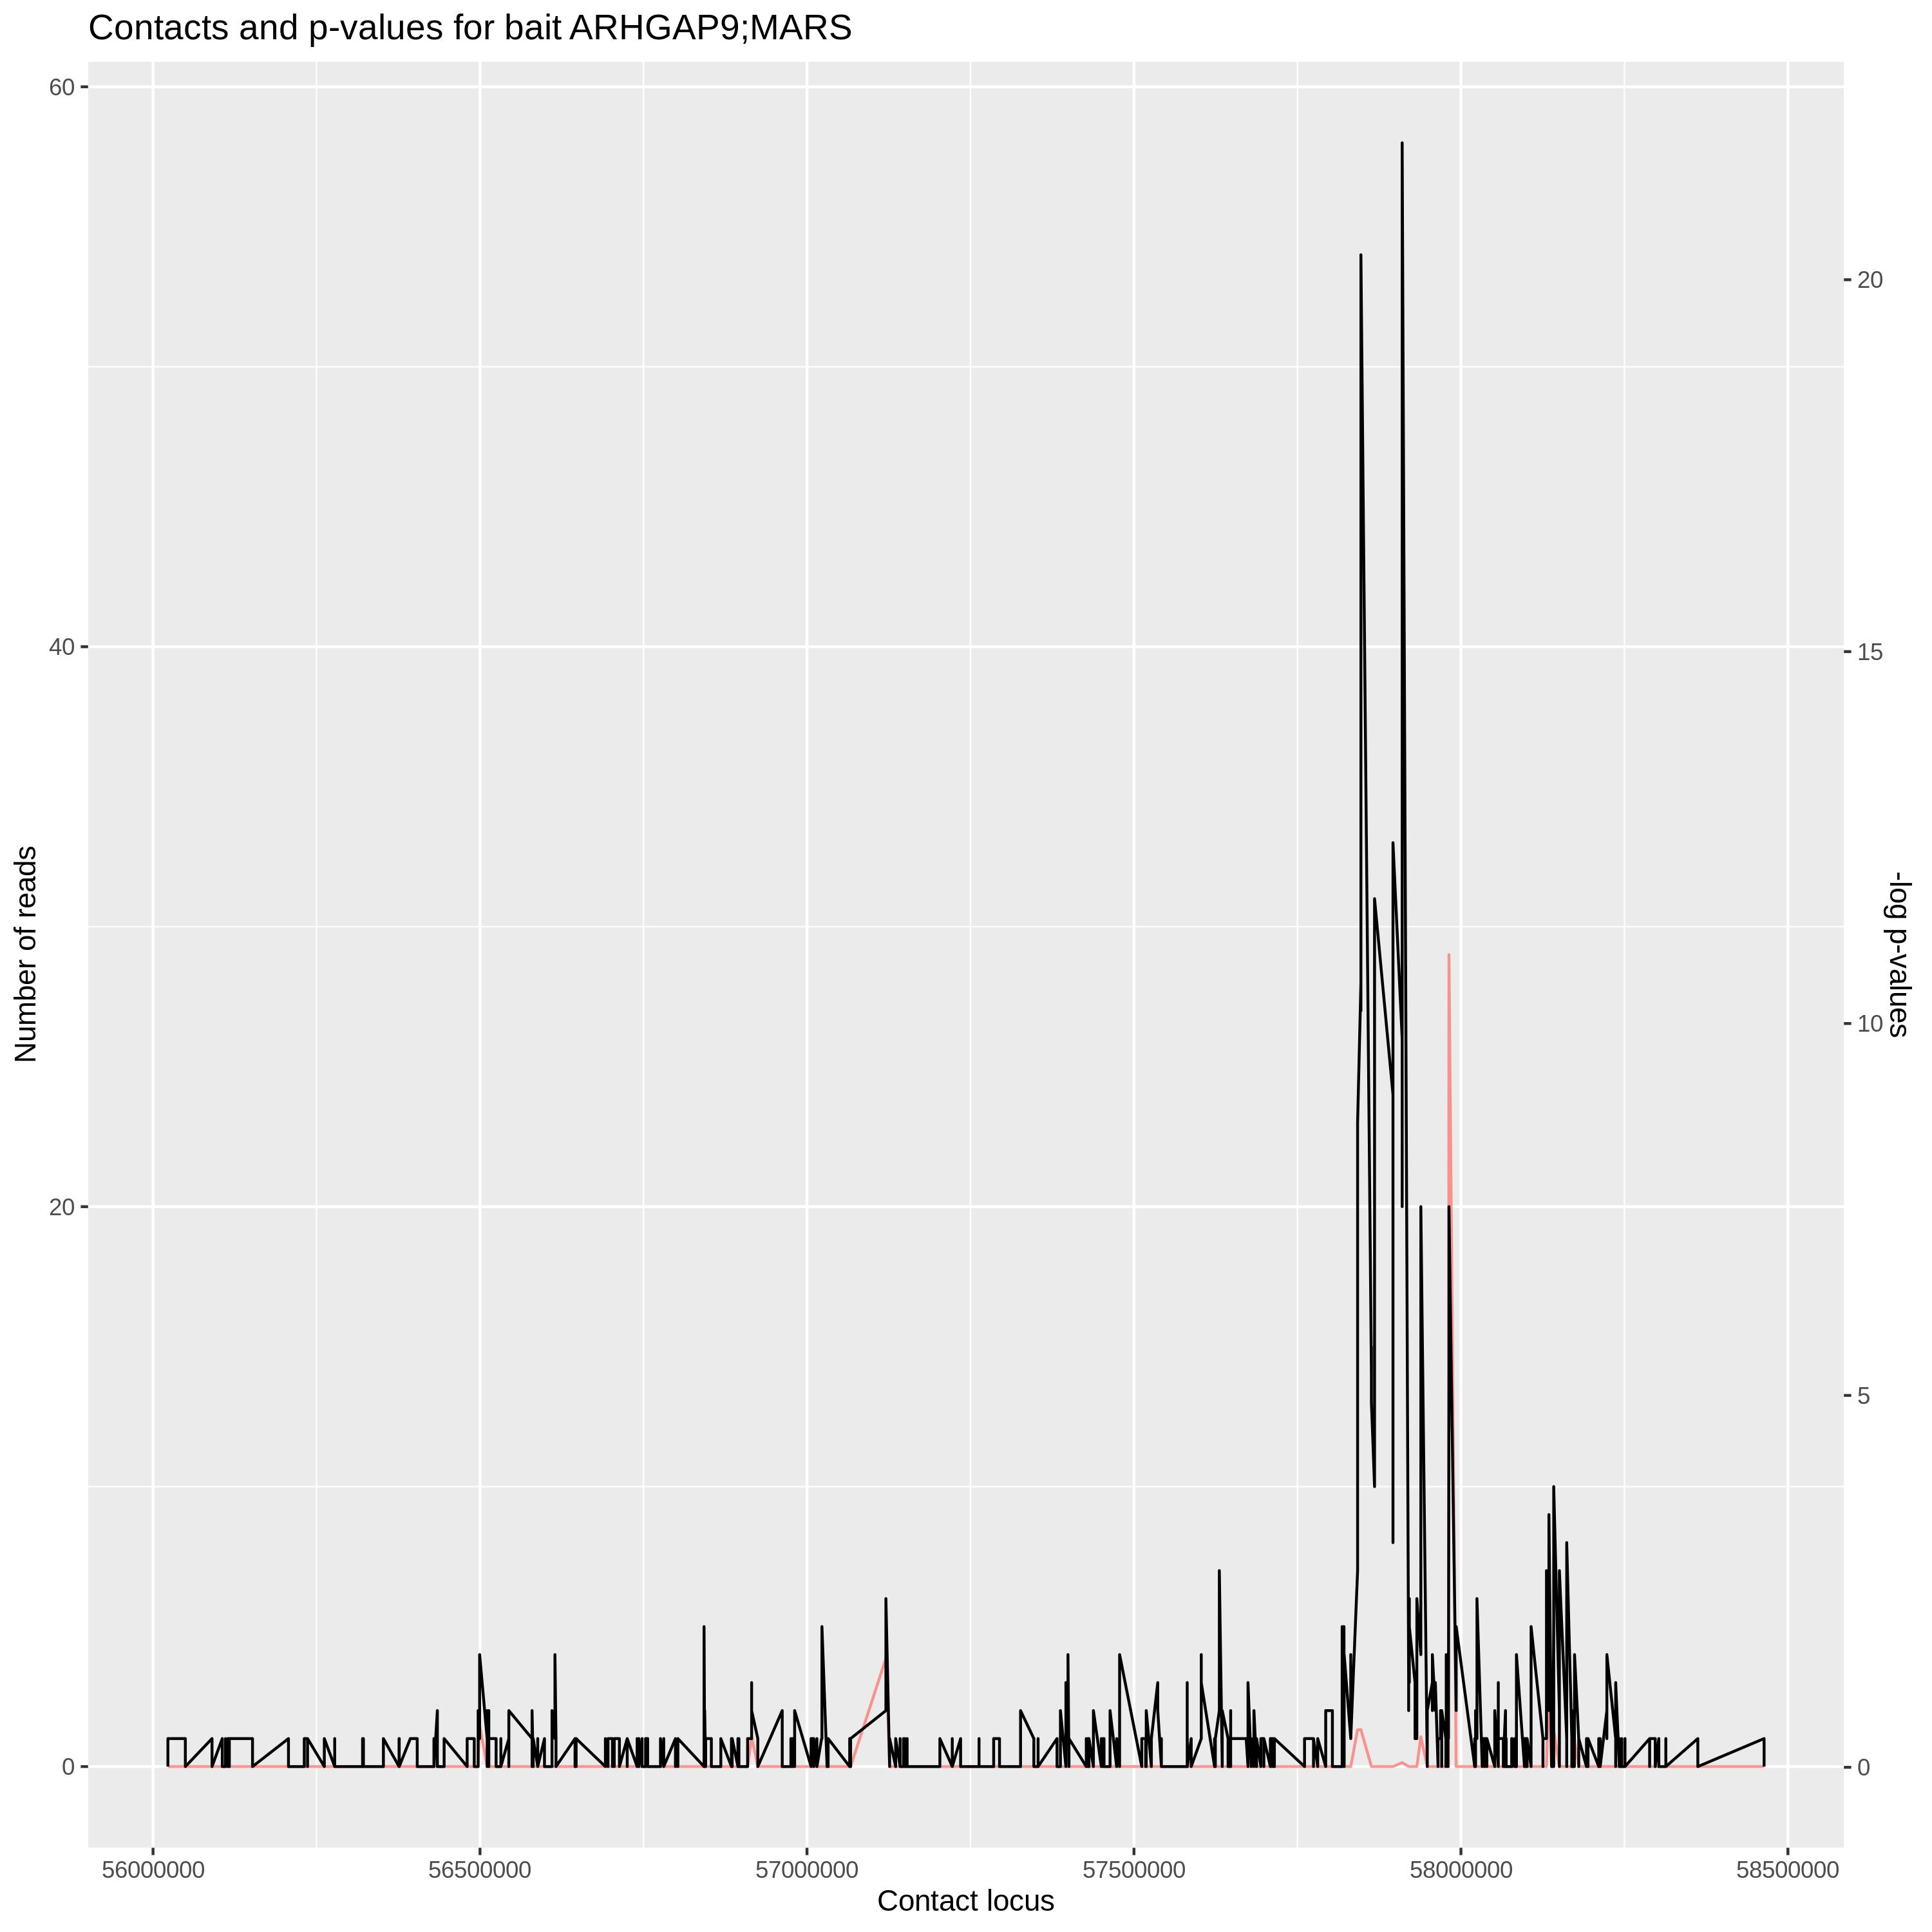 Contacts and p-values for bait ARHGAP9;MARS
60
40
20
0
Number of reads
20
15
10
5
0
-log p-values
56000000 56500000 57000000 57500000 58000000 58500000
Contact locus